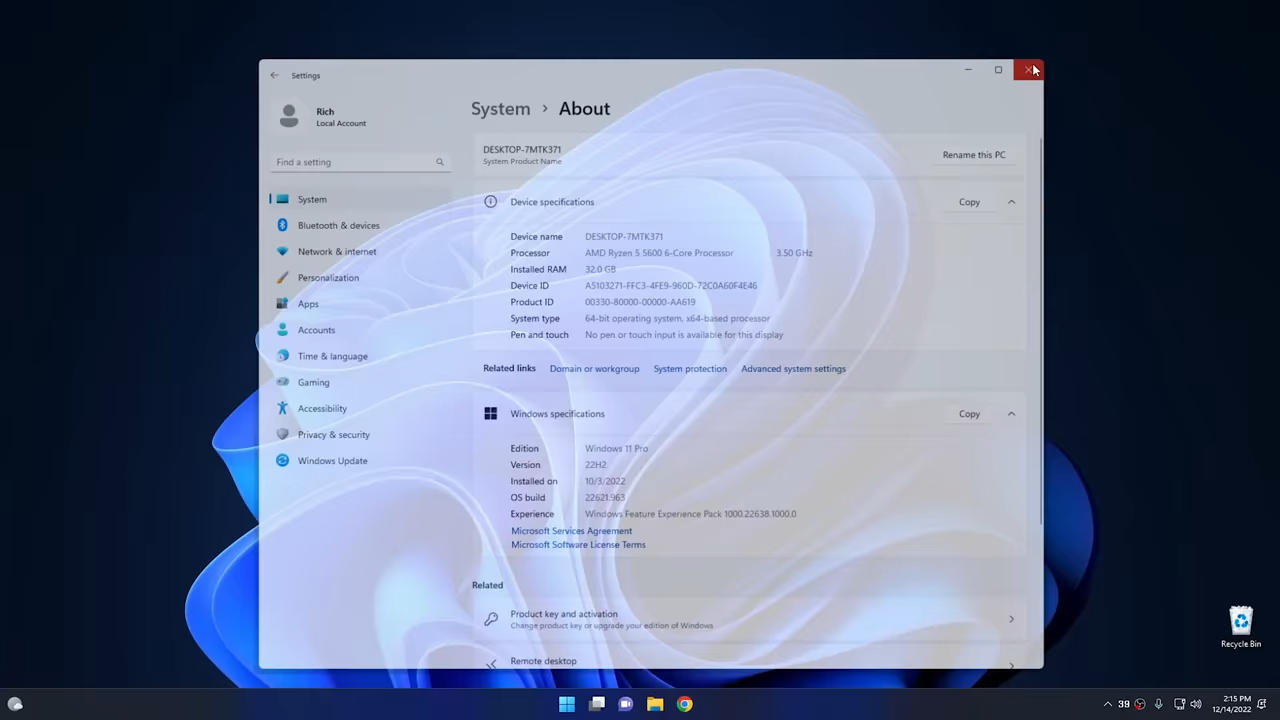 Settings
Rich
Local Account
Find a setting
System
Bluetooth & devices
Network & internet
Personalization
Apps
Accounts
Time & language
Gaming
Accessibility
Privacy & security
Windows Update
System › About
DESKTOP-7MTK371
System Product Name
Rename this PC
Device specifications
Copy
Device name DESKTOP-7MTK371
Processor AMD Ryzen 5 5600 6-Core Processor 3.50 GHz
Installed RAM 32.0 GB
Device ID A5103271-FFC3-4FE9-960D-72C0A60F4E46
Product ID 00330-80000-00000-AA619
System type 64-bit operating system, x64-based processor
Pen and touch No pen or touch input is available for this display
Related links Domain or workgroup System protection Advanced system settings
Windows specifications
Copy
Edition Windows 11 Pro
Version 22H2
Installed on 10/3/2022
OS build 22621.963
Experience Windows Feature Experience Pack 1000.22638.1000.0
Microsoft Services Agreement
Microsoft Software License Terms
Related
Product key and activation
Change product key or upgrade your edition of Windows
Remote desktop
Recycle Bin
39
2:15 PM
12/14/2022